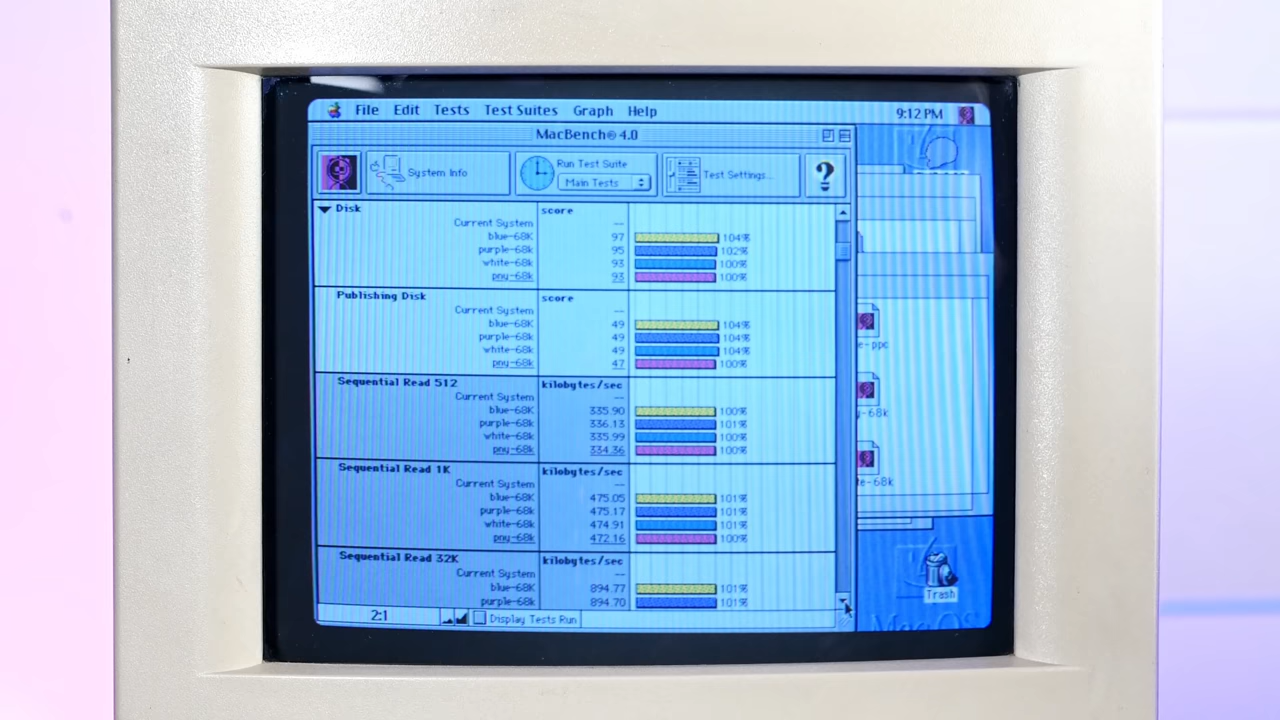 File Edit Tests Test Suites Graph Help 9:12 PM
MacBench® 4.0
System Info
Run Test Suite
Main Tests
Test Settings...
?
Disk score
Current System --
blue-68K 97 104%
purple-68k 95 102%
white-68k 93 100%
pny-68k 93 100%
Publishing Disk score
Current System --
blue-68K 49 104%
purple-68k 49 104%
white-68k 49 104%
pny-68k 47 100%
Sequential Read 512 kilobytes/sec
Current System --
blue-68K 335.90 100%
purple-68k 336.13 101%
white-68k 335.99 100%
pny-68k 334.36 100%
Sequential Read 1K kilobytes/sec
Current System --
blue-68K 475.05 101%
purple-68k 475.17 101%
white-68k 474.91 101%
pny-68k 472.16 100%
Sequential Read 32K kilobytes/sec
Current System --
blue-68K 894.77 101%
purple-68k 894.70 101%
2:1
Display Tests Run
e-ppc
y-68k
te-68k
Trash
Mac OS